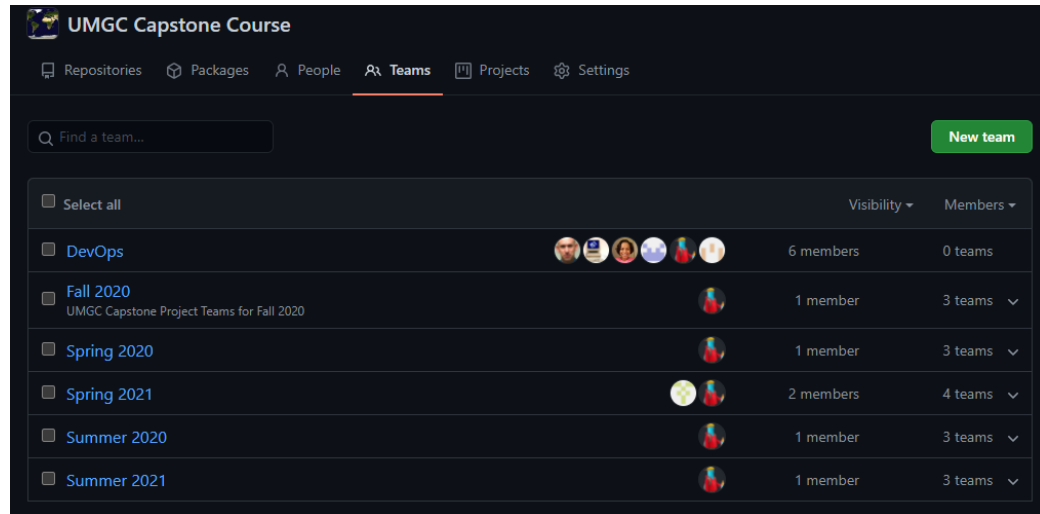 UMGC Capstone Course
Repositories Packages People Teams Projects Settings
Find a team... New team
Select all Visibility Members
DevOps 6 members 0 teams
Fall 2020 1 member 3 teams
UMGC Capstone Project Teams for Fall 2020
Spring 2020 1 member 3 teams
Spring 2021 2 members 4 teams
Summer 2020 1 member 3 teams
Summer 2021 1 member 3 teams